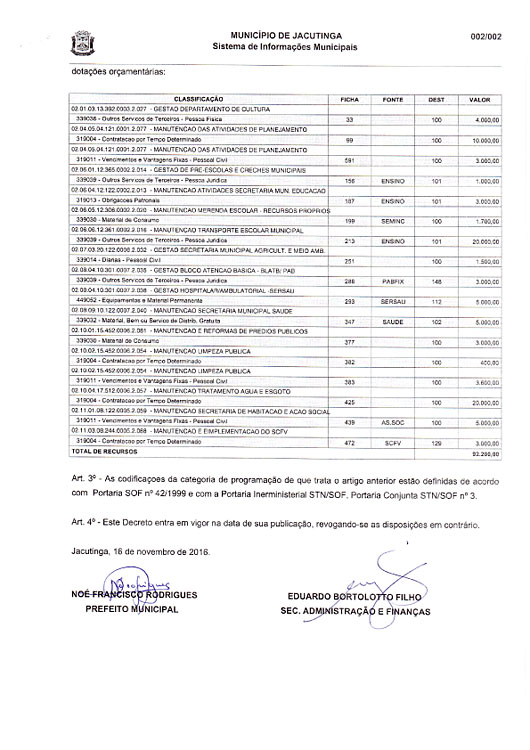 MUNICÍPIO DE JACUTINGA
002/002
Sistema de Informações Municipais
dotações orçamentárias:
CLASSIFICAÇÃO FICHA FONTE DEST VALOR
02.01.03.13.392.0003.2.027 - GESTAO DEPARTAMENTO DE CULTURA
339036 - Outros Servicos de Terceiros - Pessoa Fisica 33 100 4.000,00
02.04.05.04.121.0001.2.077 - MANUTENCAO DAS ATIVIDADES DE PLANEJAMENTO
319004 - Contratacao por Tempo Determinado 99 100 10.000,00
02.04.05.04.121.0001.2.077 - MANUTENCAO DAS ATIVIDADES DE PLANEJAMENTO
319011 - Vencimentos e Vantagens Fixas - Pessoal Civil 591 100 3.000,00
02.06.01.12.365.0002.2.014 - GESTAO DE PRE-ESCOLAS E CRECHES MUNICIPAIS
339039 - Outros Servicos de Terceiros - Pessoa Juridica 156 ENSINO 101 1.000,00
02.06.04.12.122.0002.2.013 - MANUTENCAO ATIVIDADES SECRETARIA MUN. EDUCACAO
319013 - Obrigacoes Patronais 187 ENSINO 101 3.000,00
02.06.05.12.306.0002.2.020 - MANUTENCAO MERENDA ESCOLAR - RECURSOS PROPRIOS
339030 - Material de Consumo 199 SEMINC 100 1.700,00
02.06.06.12.361.0002.2.016 - MANUTENCAO TRANSPORTE ESCOLAR MUNICIPAL
339039 - Outros Servicos de Terceiros - Pessoa Juridica 213 ENSINO 101 20.000,00
02.07.03.20.122.0006.2.032 - GESTAO SECRETARIA MUNICIPAL AGRICULT. E MEIO AMB.
339014 - Diarias - Pessoal Civil 251 100 1.500,00
02.08.04.10.301.0007.2.035 - GESTAO BLOCO ATENCAO BASICA - BLATB/ PAB
339039 - Outros Servicos de Terceiros - Pessoa Juridica 288 PABFIX 148 3.000,00
02.08.04.10.301.0007.2.038 - GESTAO HOSPITALAR/AMBULATORIAL -SERSAU
449052 - Equipamentos e Material Permanente 293 SERSAU 112 5.000,00
02.08.09.10.122.0007.2.040 - MANUTENCAO SECRETARIA MUNICIPAL SAUDE
339032 - Material, Bem ou Servico de Distrib. Gratuita 347 SAUDE 102 5.000,00
02.10.01.15.452.0006.2.051 - MANUTENCAO E REFORMAS DE PREDIOS PUBLICOS
339030 - Material de Consumo 377 100 3.000,00
02.10.02.15.452.0006.2.054 - MANUTENCAO LIMPEZA PUBLICA
319004 - Contratacao por Tempo Determinado 382 100 400,00
02.10.02.15.452.0006.2.054 - MANUTENCAO LIMPEZA PUBLICA
319011 - Vencimentos e Vantagens Fixas - Pessoal Civil 383 100 3.600,00
02.10.04.17.512.0006.2.057 - MANUTENCAO TRATAMENTO AGUA E ESGOTO
319004 - Contratacao por Tempo Determinado 425 100 20.000,00
02.11.01.08.122.0005.2.059 - MANUTENCAO SECRETARIA DE HABITACAO E ACAO SOCIAL
319011 - Vencimentos e Vantagens Fixas - Pessoal Civil 439 AS.SOC 100 5.000,00
02.11.03.08.244.0005.2.068 - MANUTENCAO E EIMPLEMENTACAO DO SCFV
319004 - Contratacao por Tempo Determinado 472 SCFV 129 3.000,00
TOTAL DE RECURSOS 92.200,00
Art. 3º - As codificaçoes da categoria de programação de que trata o artigo anterior estão definidas de acordo
com Portaria SOF nº 42/1999 e com a Portaria Inerministerial STN/SOF, Portaria Conjunta STN/SOF nº 3.
Art. 4º - Este Decreto entra em vigor na data de sua publicação, revogando-se as disposições em contrário.
Jacutinga, 16 de novembro de 2016.
NOÉ FRANCISCO RODRIGUES
PREFEITO MUNICIPAL
EDUARDO BORTOLOTTO FILHO
SEC. ADMINISTRAÇÃO E FINANÇAS